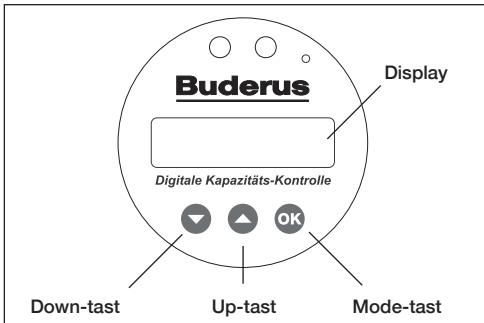 Buderus
Display
Digitale Kapazitäts-Kontrolle
OK
Down-tast
Up-tast
Mode-tast